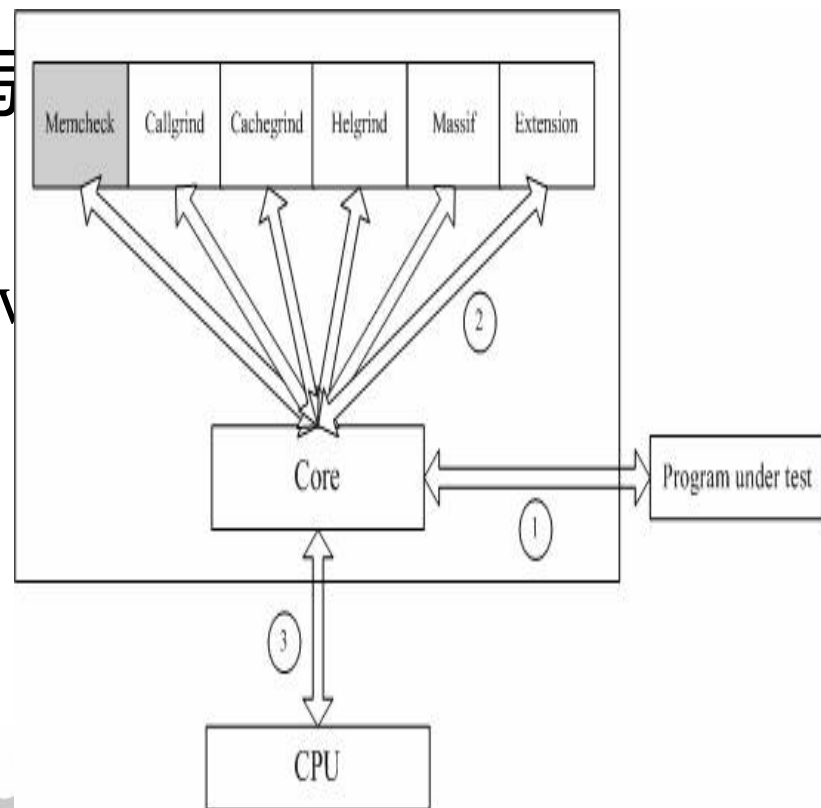 Memcheck Callgrind Cachegrind Helgrind Massif Extension
2
Core
Program under test
1
3
CPU